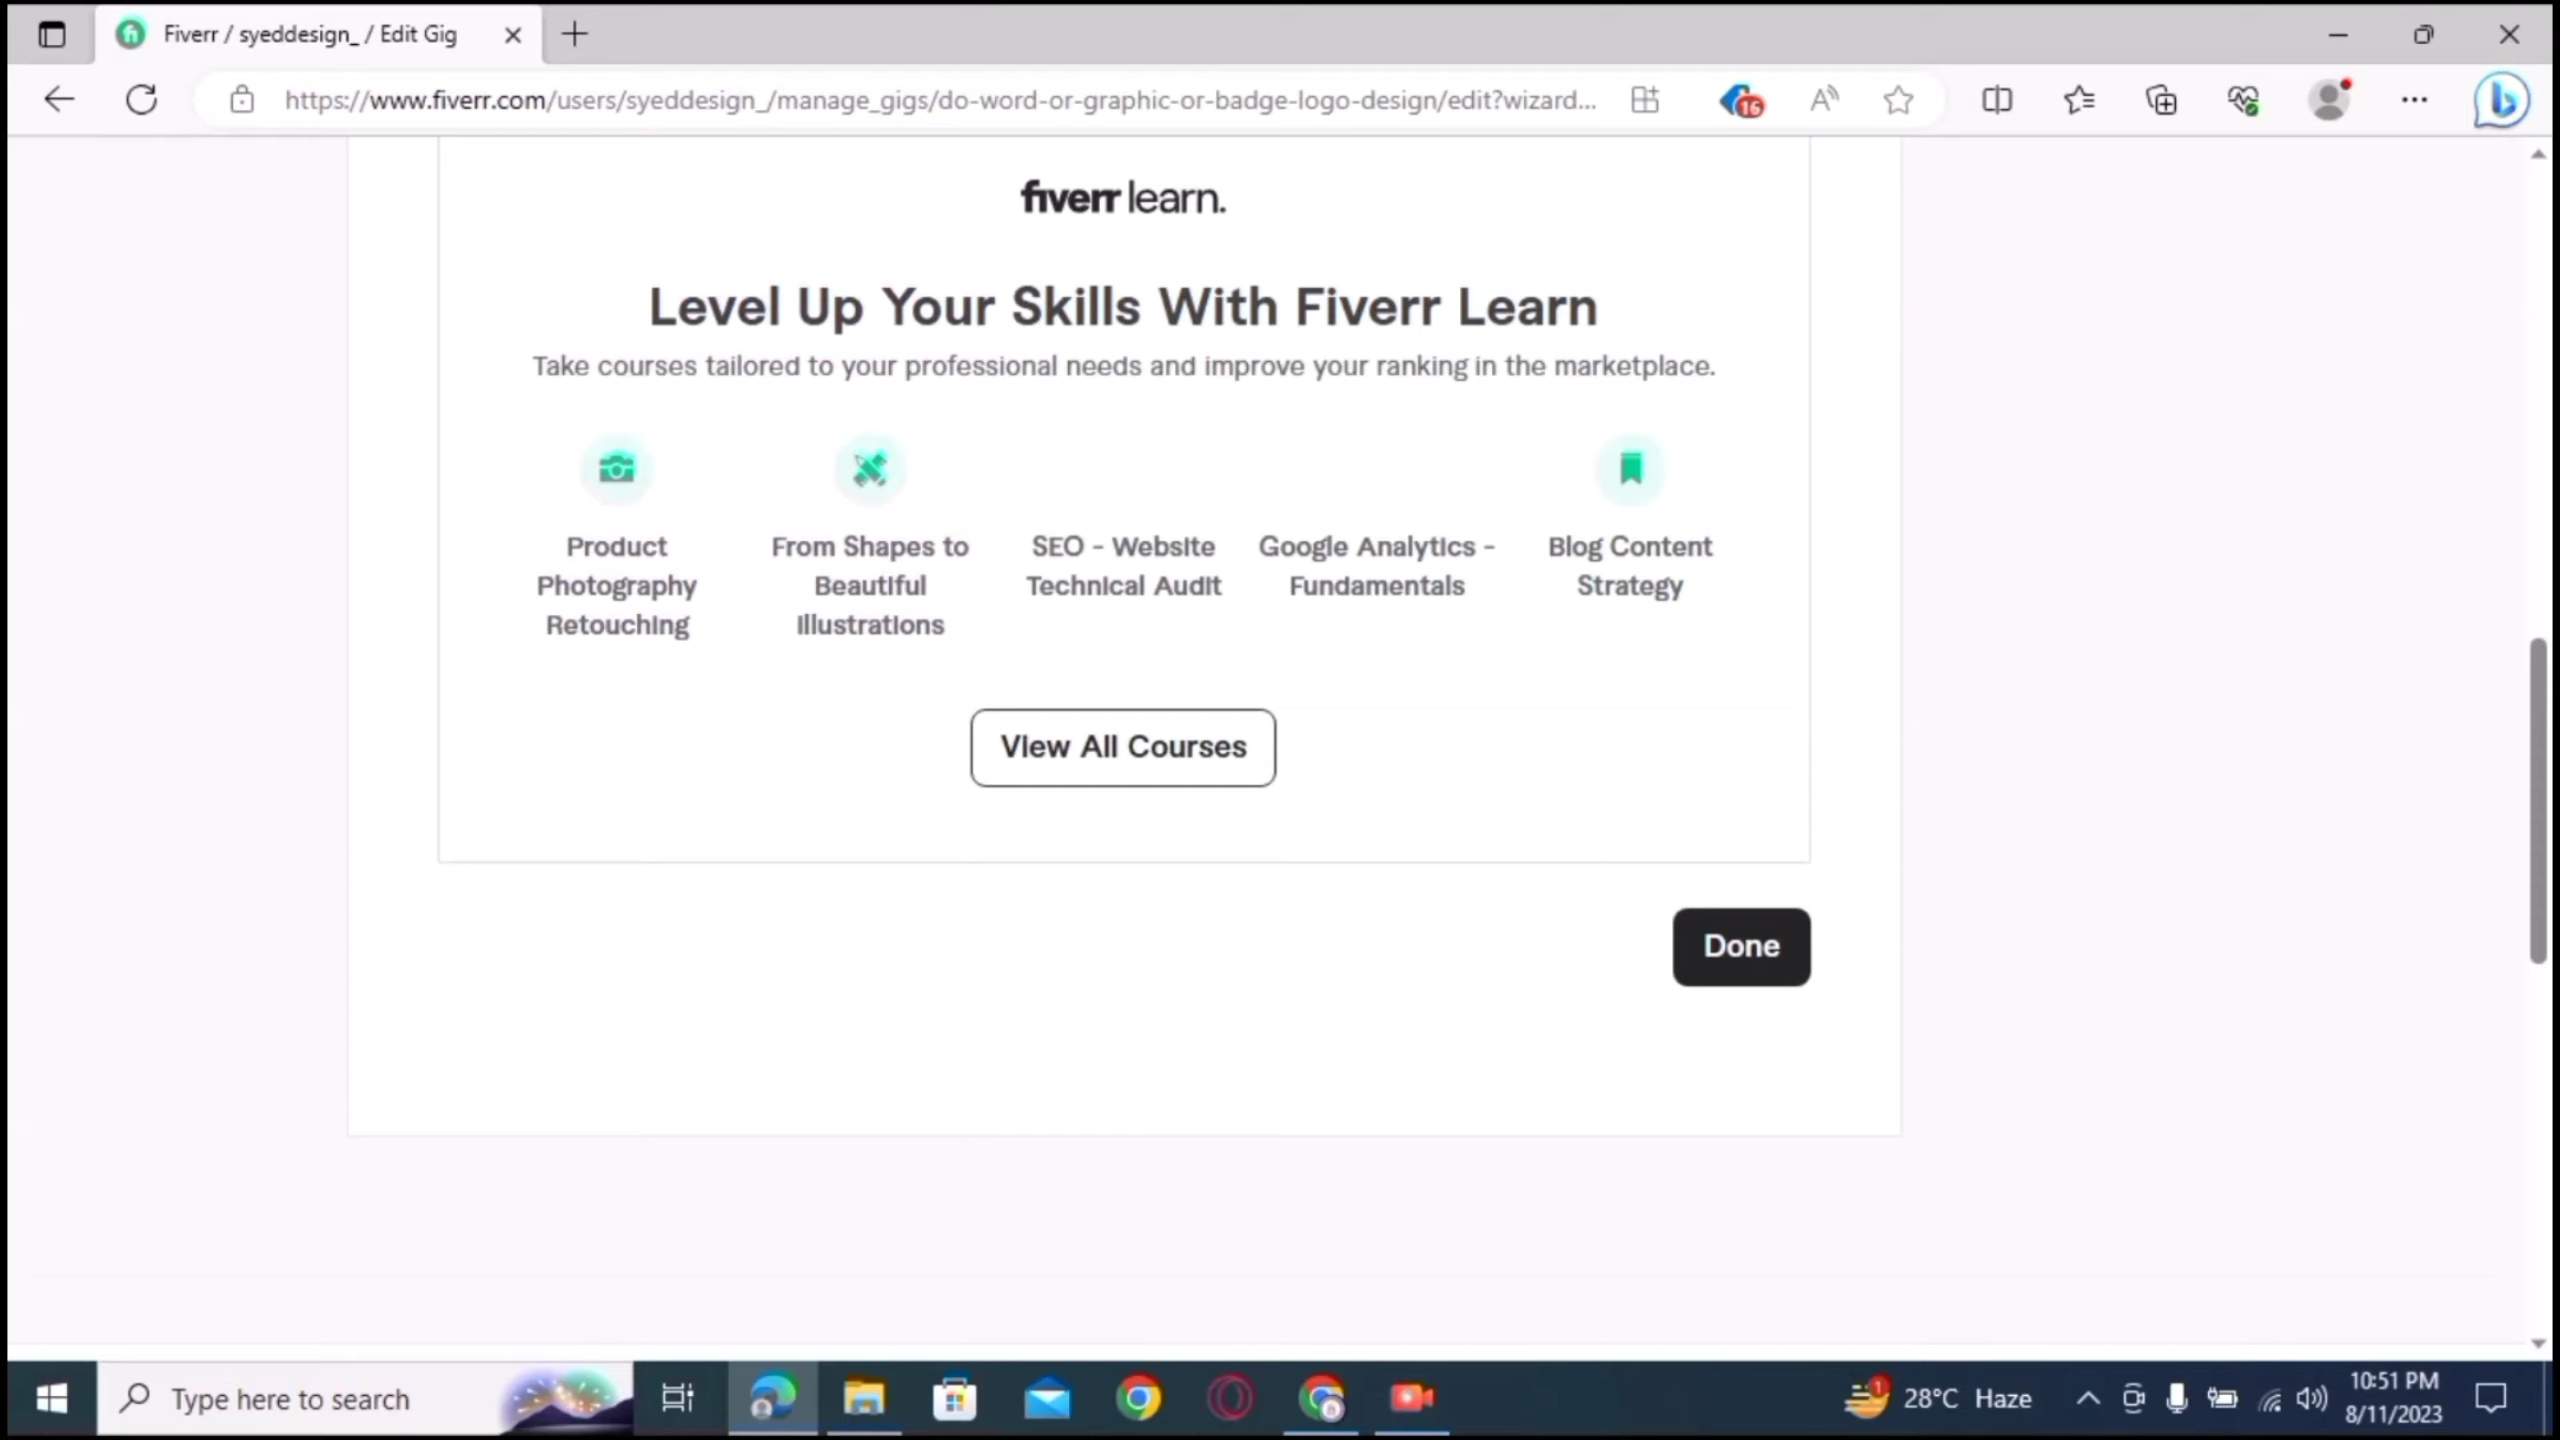 Fiverr / syeddesign_ / Edit Gig
https://www.fiverr.com/users/syeddesign_/manage_gigs/do-word-or-graphic-or-badge-logo-design/edit?wizard...
16
fiverr learn.
Level Up Your Skills With Fiverr Learn
Take courses tailored to your professional needs and improve your ranking in the marketplace.
Product
Photography
Retouching
From Shapes to
Beautiful
Illustrations
SEO - Website
Technical Audit
Google Analytics -
Fundamentals
Blog Content
Strategy
View All Courses
Done
Type here to search
1
28°C Haze
10:51 PM
8/11/2023